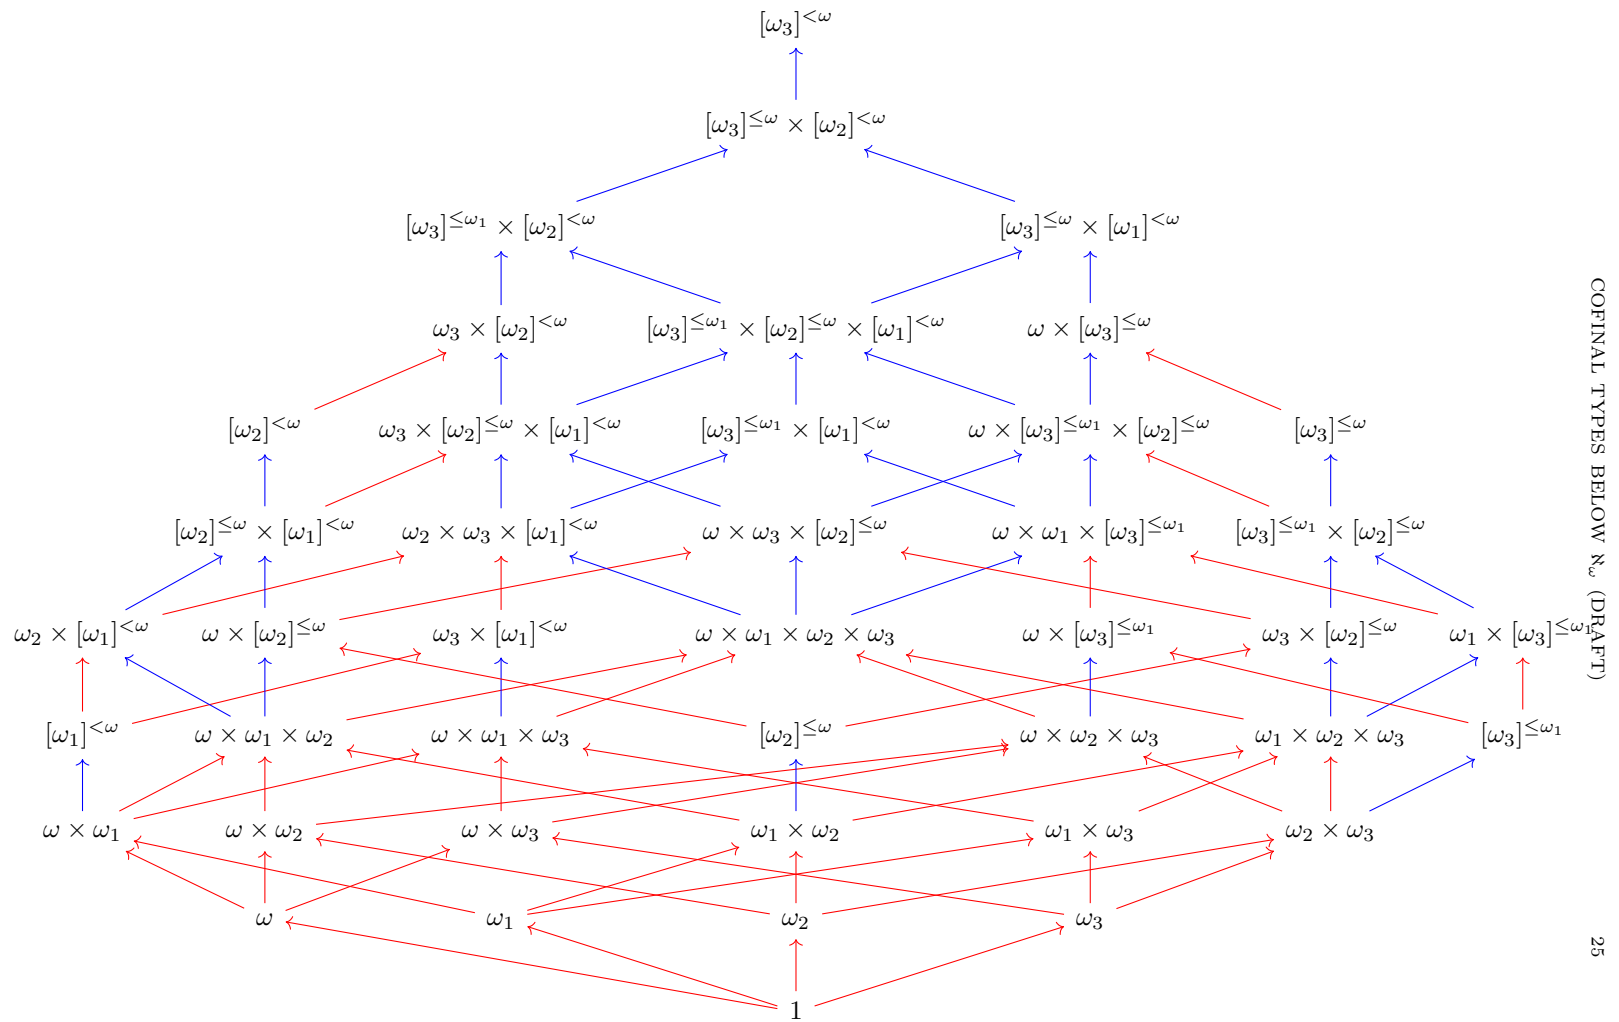 [ω₃]^{<ω}
[ω₃]^{≤ω} × [ω₂]^{<ω}
[ω₃]^{≤ω₁} × [ω₂]^{<ω} [ω₃]^{≤ω} × [ω₁]^{<ω}
ω₃ × [ω₂]^{<ω} [ω₃]^{≤ω₁} × [ω₂]^{≤ω} × [ω₁]^{<ω} ω × [ω₃]^{≤ω}
[ω₂]^{<ω} ω₃ × [ω₂]^{≤ω} × [ω₁]^{<ω} [ω₃]^{≤ω₁} × [ω₁]^{<ω} ω × [ω₃]^{≤ω₁} × [ω₂]^{≤ω} [ω₃]^{≤ω}
[ω₂]^{≤ω} × [ω₁]^{<ω} ω₂ × ω₃ × [ω₁]^{<ω} ω × ω₃ × [ω₂]^{≤ω} ω × ω₁ × [ω₃]^{≤ω₁} [ω₃]^{≤ω₁} × [ω₂]^{≤ω}
ω₂ × [ω₁]^{<ω} ω × [ω₂]^{≤ω} ω₃ × [ω₁]^{<ω} ω × ω₁ × ω₂ × ω₃ ω × [ω₃]^{≤ω₁} ω₃ × [ω₂]^{≤ω} ω₁ × [ω₃]^{≤ω₁}
[ω₁]^{<ω} ω × ω₁ × ω₂ ω × ω₁ × ω₃ [ω₂]^{≤ω} ω × ω₂ × ω₃ ω₁ × ω₂ × ω₃ [ω₃]^{≤ω₁}
ω × ω₁ ω × ω₂ ω × ω₃ ω₁ × ω₂ ω₁ × ω₃ ω₂ × ω₃
ω ω₁ ω₂ ω₃
1
COFINAL TYPES BELOW ℵ_ω (DRAFT)
25